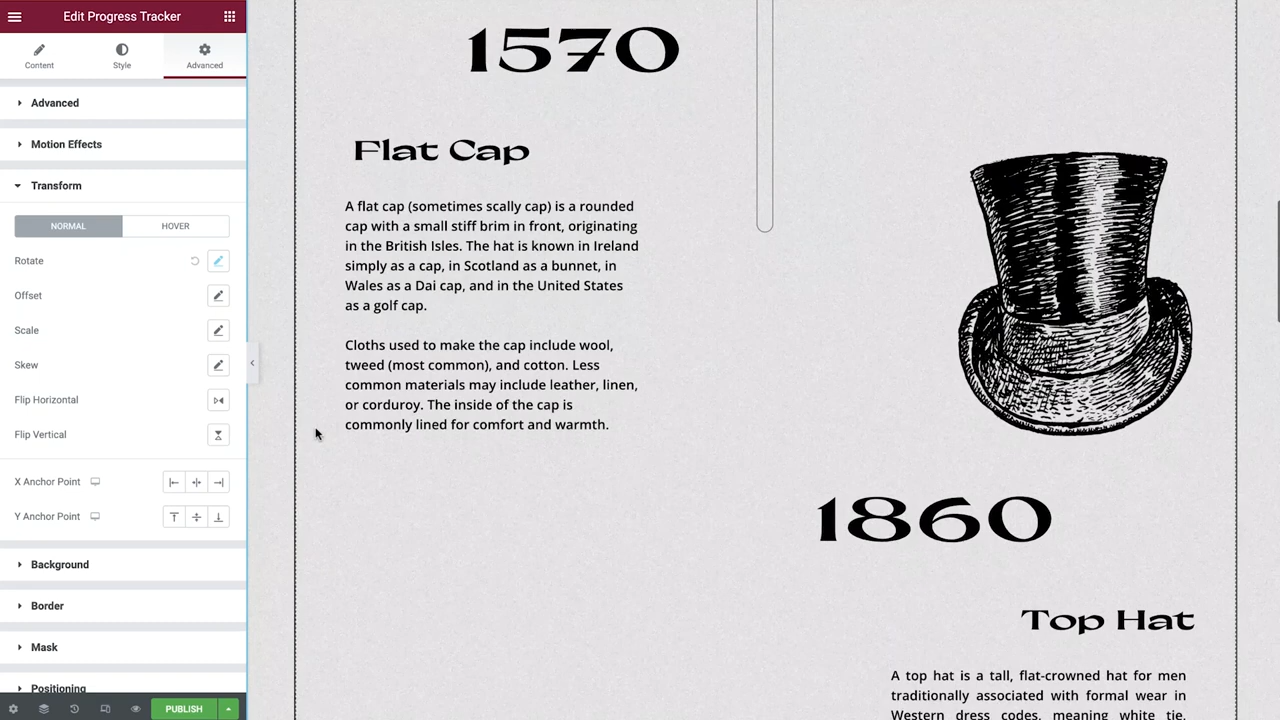 Edit Progress Tracker
Content
Style
Advanced
Advanced
Motion Effects
Transform
NORMAL
HOVER
Rotate
Offset
Scale
Skew
Flip Horizontal
Flip Vertical
X Anchor Point
Y Anchor Point
Background
Border
Mask
Positioning
PUBLISH
1570
Flat Cap
A flat cap (sometimes scally cap) is a rounded
cap with a small stiff brim in front, originating
in the British Isles. The hat is known in Ireland
simply as a cap, in Scotland as a bunnet, in
Wales as a Dai cap, and in the United States
as a golf cap.
Cloths used to make the cap include wool,
tweed (most common), and cotton. Less
common materials may include leather, linen,
or corduroy. The inside of the cap is
commonly lined for comfort and warmth.
1860
Top Hat
A top hat is a tall, flat-crowned hat for men
traditionally associated with formal wear in
Western dress codes, meaning white tie,